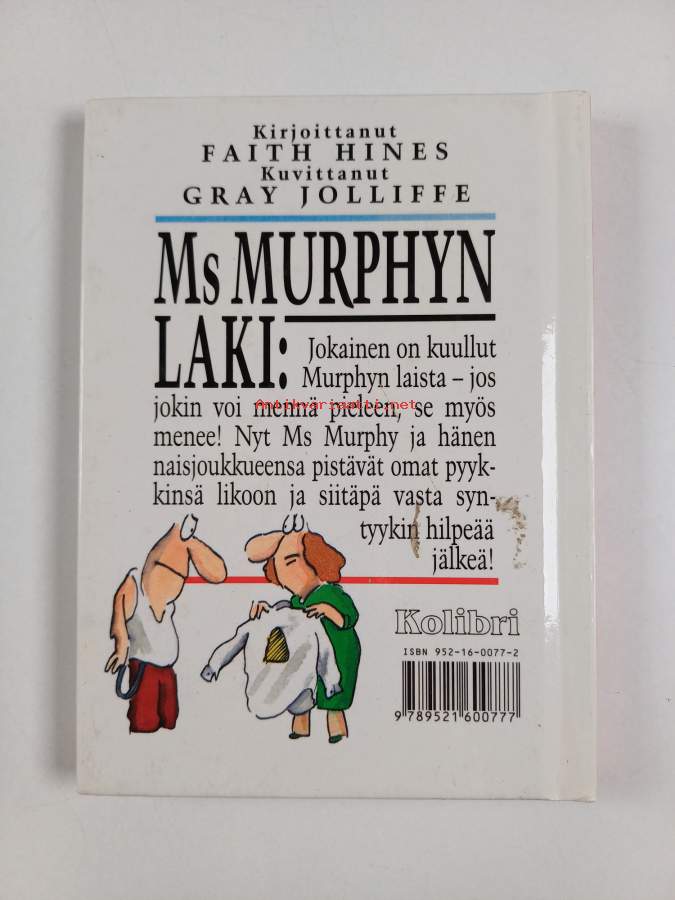 Kirjoittanut
FAITH HINES
Kuvittanut
GRAY JOLLIFFE
Ms MURPHYN
LAKI: Jokainen on kuullut
Murphyn laista – jos
jokin voi mennä pieleen, se myös
Antikvariaatti.net
menee! Nyt Ms Murphy ja hänen
naisjoukkueensa pistävät omat pyyk-
kinsä likoon ja siitäpä vasta syn-
tyykin hilpeää
jälkeä!
Kolibri
ISBN 952-16-0077-2
9 789521 600777